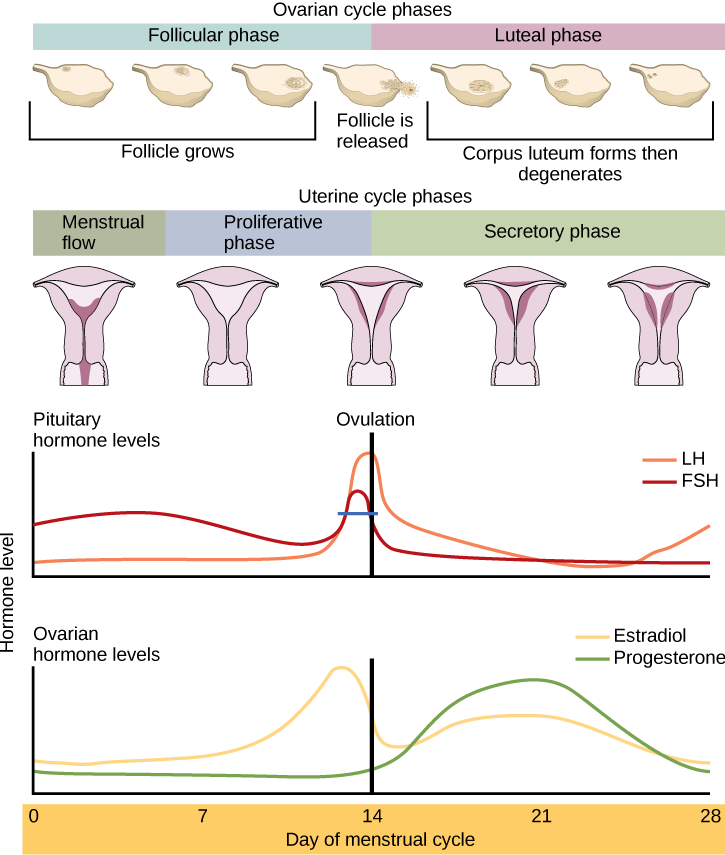 Ovarian cycle phases
Follicular phase
Luteal phase
Follicle grows
Follicle is
released
Corpus luteum forms then
degenerates
Uterine cycle phases
Menstrual
flow
Proliferative
phase
Secretory phase
Pituitary
hormone levels
Ovulation
LH
FSH
Hormone level
Ovarian
hormone levels
Estradiol
Progesterone
0 7 14 21 28
Day of menstrual cycle